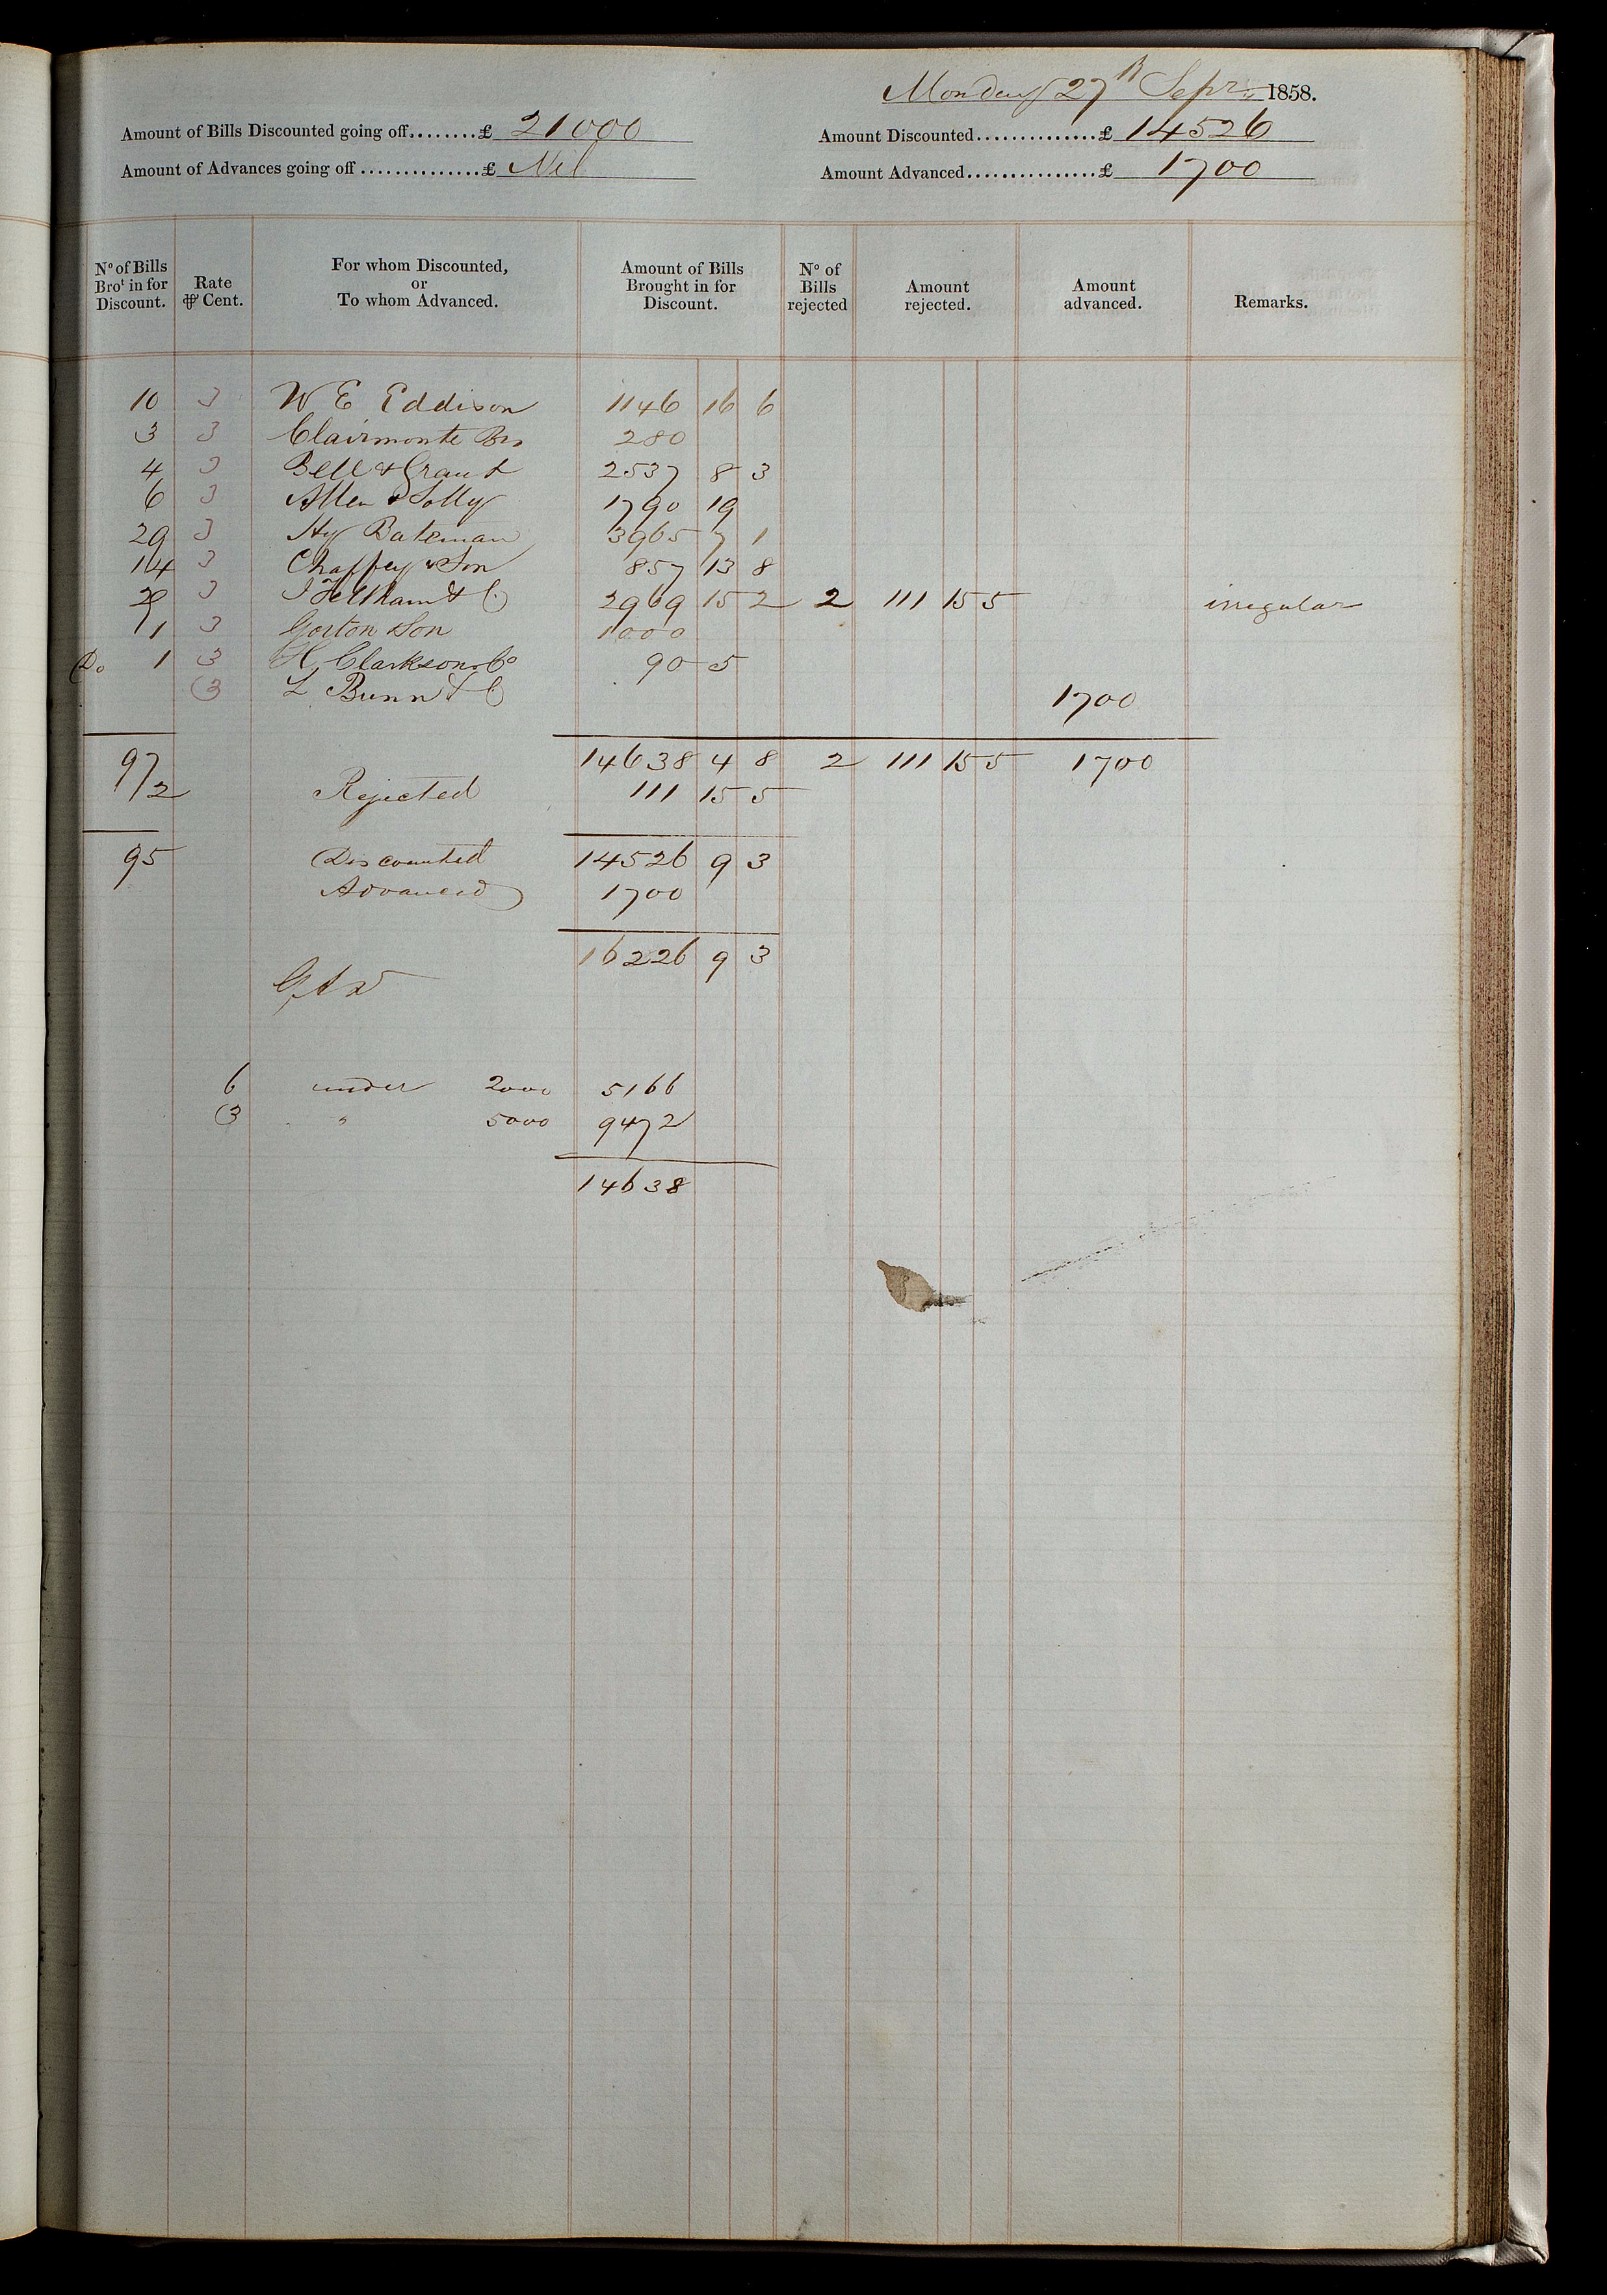 Monday 27th Sepr. 1858.
Amount of Bills Discounted going off........£ 21000 Amount Discounted..............£ 14526
Amount of Advances going off..............£ Nil Amount Advanced...............£ 1700
No of Bills Brot in for Discount. Rate ⅌ Cent. For whom Discounted, or To whom Advanced. Amount of Bills Brought in for Discount. No of Bills rejected Amount rejected. Amount advanced. Remarks.
10 3 W E Eddison 1146 16 6
3 3 Clairmonte Bros 280
4 3 Bell & Grant 2537 8 3
6 3 Allen & Solly 1790 19
29 3 Hy Bateman 3965 7 1
14 3 Chaffey & Son 857 13 8
29 3 J Feltham & Co 2969 15 2 2 111 15 5 irregular
1 3 Gorton & Son 1000
Do 1 3 H Clarkson & Co 90 5
3 L Bunn & Co 1700
97 14638 4 8 2 111 15 5 1700
2 Rejected 111 15 5
95 Discounted 14526 9 3
Advanced 1700
16226 9 3
6 under 2000 5166
3 " 5000 9472
14638